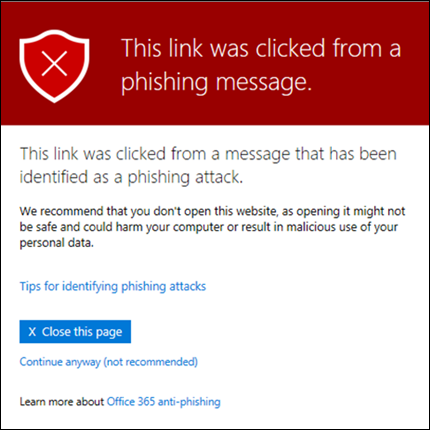 This link was clicked from a
phishing message.
This link was clicked from a message that has been
identified as a phishing attack.
We recommend that you don't open this website, as opening it might not
be safe and could harm your computer or result in malicious use of your
personal data.
Tips for identifying phishing attacks
X Close this page
Continue anyway (not recommended)
Learn more about Office 365 anti-phishing